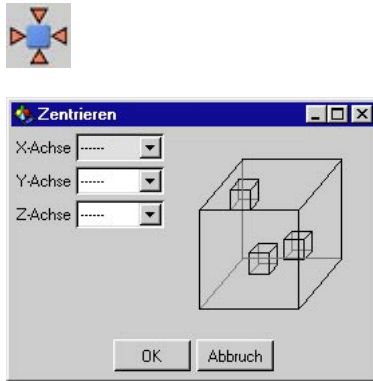 Zentrieren
X-Achse ------
Y-Achse ------
Z-Achse ------
OK Abbruch